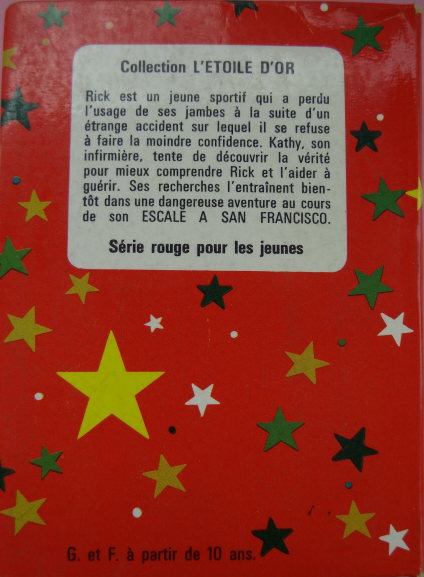 Collection L'ETOILE D'OR
Rick est un jeune sportif qui a perdu
l'usage de ses jambes à la suite d'un
étrange accident sur lequel il se refuse
à faire la moindre confidence. Kathy, son
infirmière, tente de découvrir la vérité
pour mieux comprendre Rick et l'aider à
guérir. Ses recherches l'entraînent bien-
tôt dans une dangereuse aventure au cours
de son ESCALE A SAN FRANCISCO.
Série rouge pour les jeunes
G. et F. à partir de 10 ans.